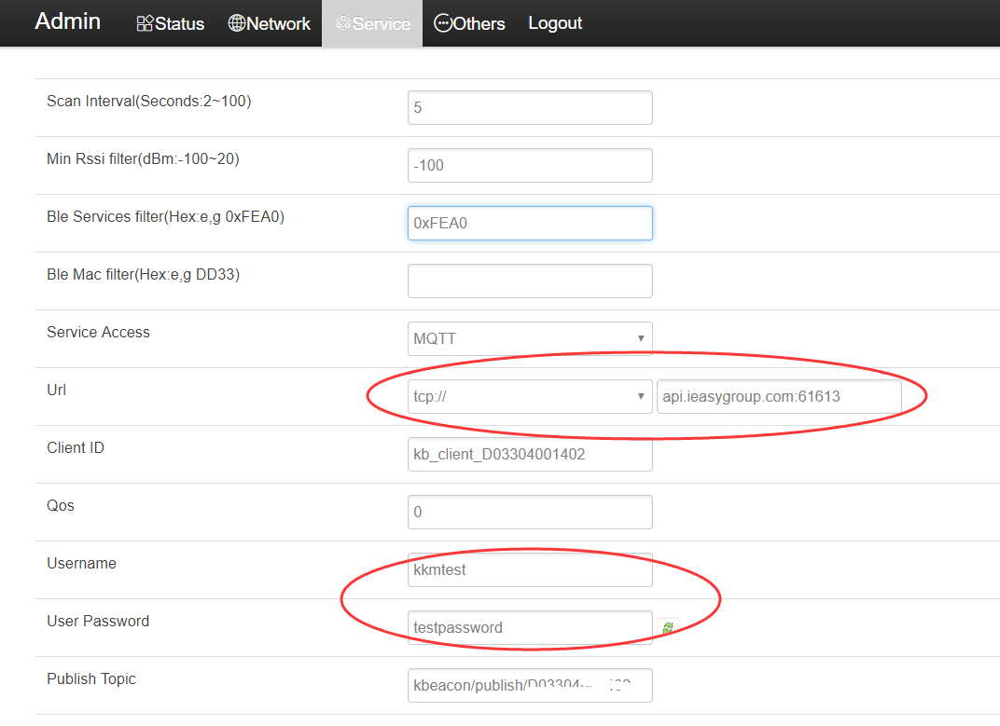 Admin Status Network Service Others Logout
Scan Interval(Seconds:2~100) 5
Min Rssi filter(dBm:-100~20) -100
Ble Services filter(Hex:e,g 0xFEA0) 0xFEA0
Ble Mac filter(Hex:e,g DD33)
Service Access MQTT
Url tcp:// api.ieasygroup.com:61613
Client ID kb_client_D03304001402
Qos 0
Username kkmtest
User Password testpassword
Publish Topic kbeacon/publish/D03304